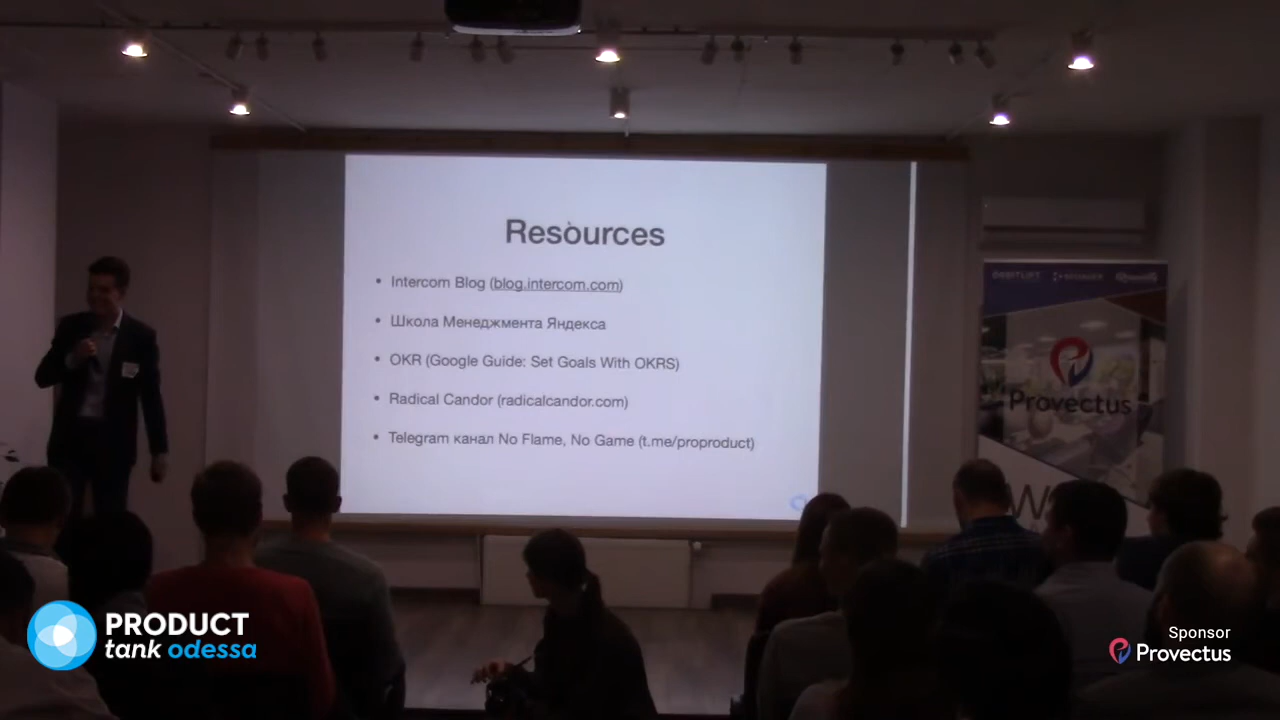 Resources
• Intercom Blog (blog.intercom.com)
• Школа Менеджмента Яндекса
• OKR (Google Guide: Set Goals With OKRS)
• Radical Candor (radicalcandor.com)
• Telegram канал No Flame, No Game (t.me/proproduct)
Provectus
W
PRODUCT
tank odessa
Sponsor
Provectus